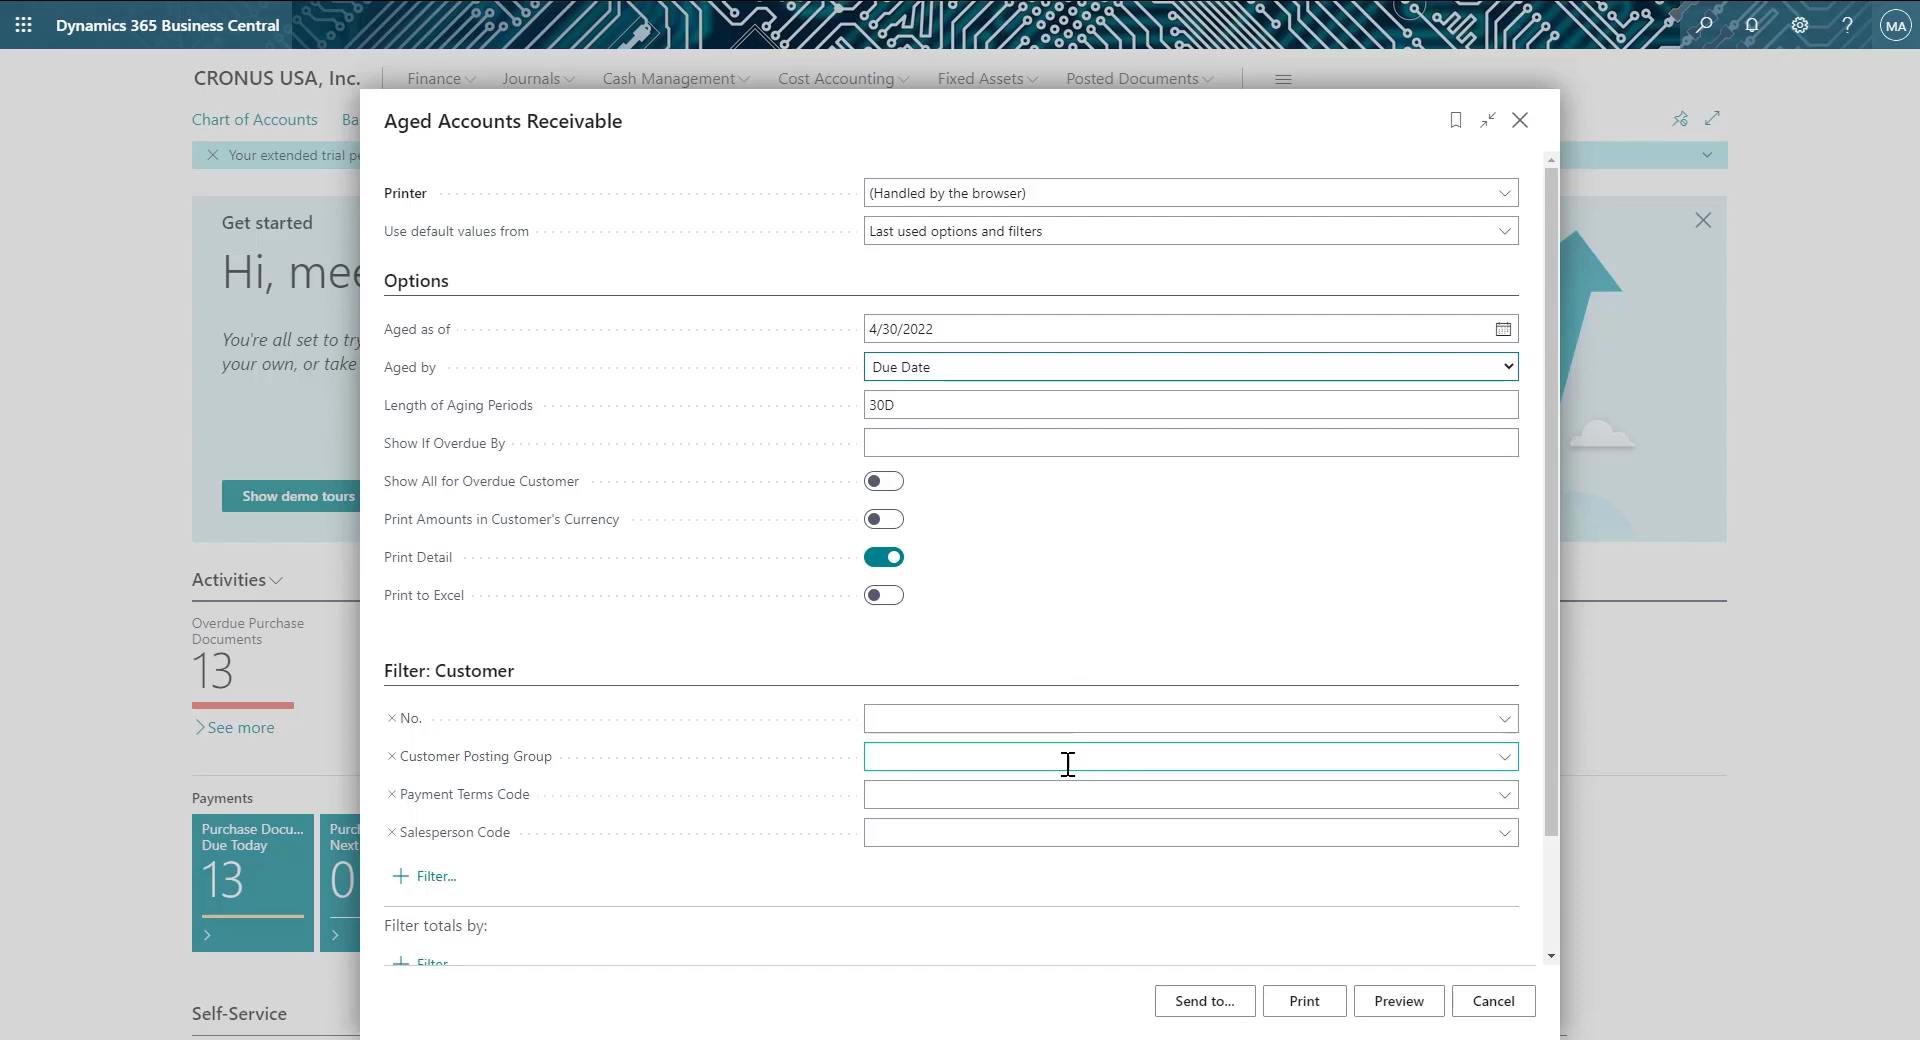 Dynamics 365 Business Central
MA
CRONUS USA, Inc.
Finance
Journals
Cash Management
Cost Accounting
Fixed Assets
Posted Documents
Chart of Accounts
Ba
Your extended trial pe
Get started
Hi, mee
You're all set to try
your own, or take
Show demo tours
Activities
Overdue Purchase
Documents
13
See more
Payments
Purchase Docu...
Due Today
13
Purch
Next
0
Self-Service
Aged Accounts Receivable
Printer
(Handled by the browser)
Use default values from
Last used options and filters
Options
Aged as of
4/30/2022
Aged by
Due Date
Length of Aging Periods
30D
Show If Overdue By
Show All for Overdue Customer
Print Amounts in Customer's Currency
Print Detail
Print to Excel
Filter: Customer
No.
Customer Posting Group
Payment Terms Code
Salesperson Code
Filter...
Filter totals by:
Filter
Send to...
Print
Preview
Cancel